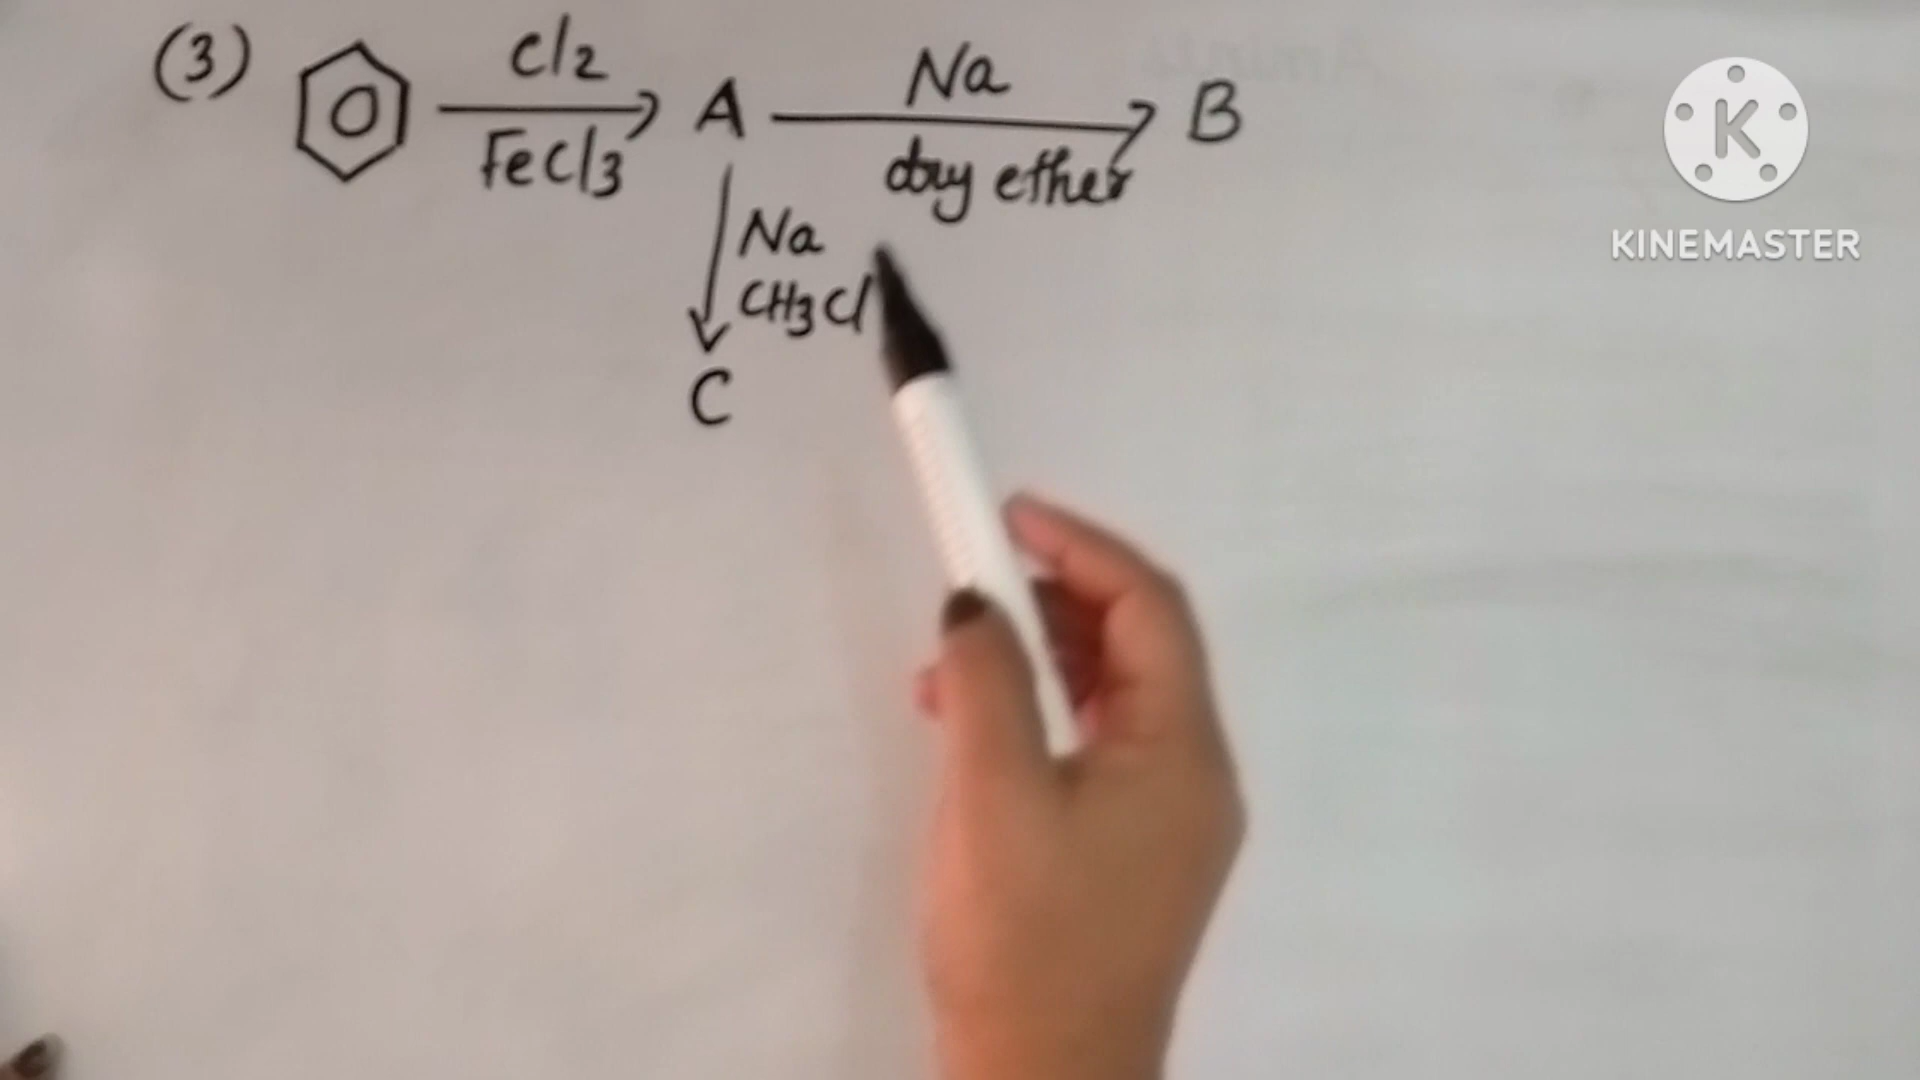 (3) Cl2 Na
A B
FeCl3 dry ether
Na
CH3Cl
C
K
KINEMASTER